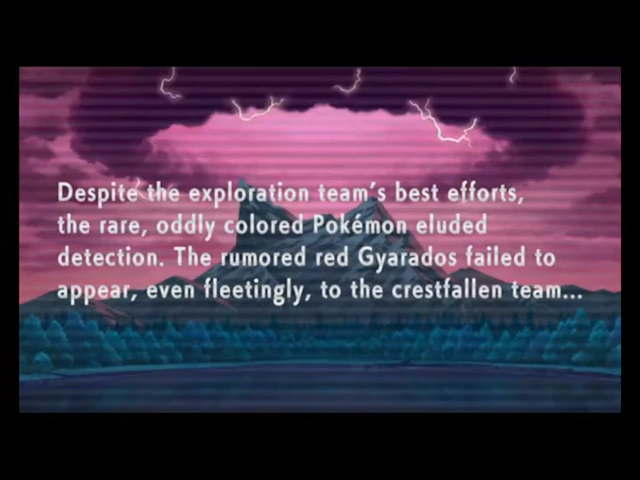 Despite the exploration team's best efforts,
the rare, oddly colored Pokémon eluded
detection. The rumored red Gyarados failed to
appear, even fleetingly, to the crestfallen team...